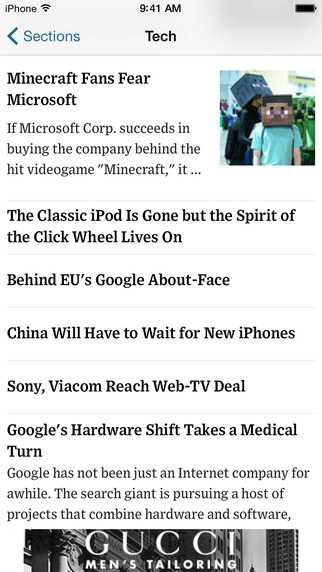 iPhone 9:41 AM
Sections Tech
Minecraft Fans Fear
Microsoft
If Microsoft Corp. succeeds in
buying the company behind the
hit videogame "Minecraft," it ...
The Classic iPod Is Gone but the Spirit of
the Click Wheel Lives On
Behind EU's Google About-Face
China Will Have to Wait for New iPhones
Sony, Viacom Reach Web-TV Deal
Google's Hardware Shift Takes a Medical
Turn
Google has not been just an Internet company for
awhile. The search giant is pursuing a host of
projects that combine hardware and software,
GUCCI
MEN'S TAILORING